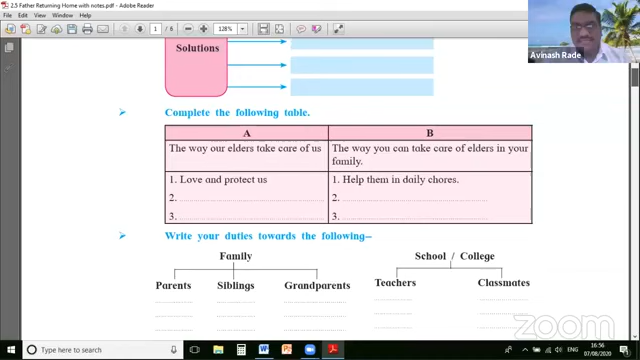 2.5 Father Returning Home with notes.pdf - Adobe Reader
File Edit View Window Help
1 / 6 128%
Avinash Rade
Solutions
Complete the following table.
A B
The way our elders take care of us The way you can take care of elders in your
family.
1. Love and protect us 1. Help them in daily chores.
2. 2.
3. 3.
Write your duties towards the following–
Family School / College
Parents Siblings Grandparents Teachers Classmates
zoom
Type here to search
ENG
16:56
07/08/2020